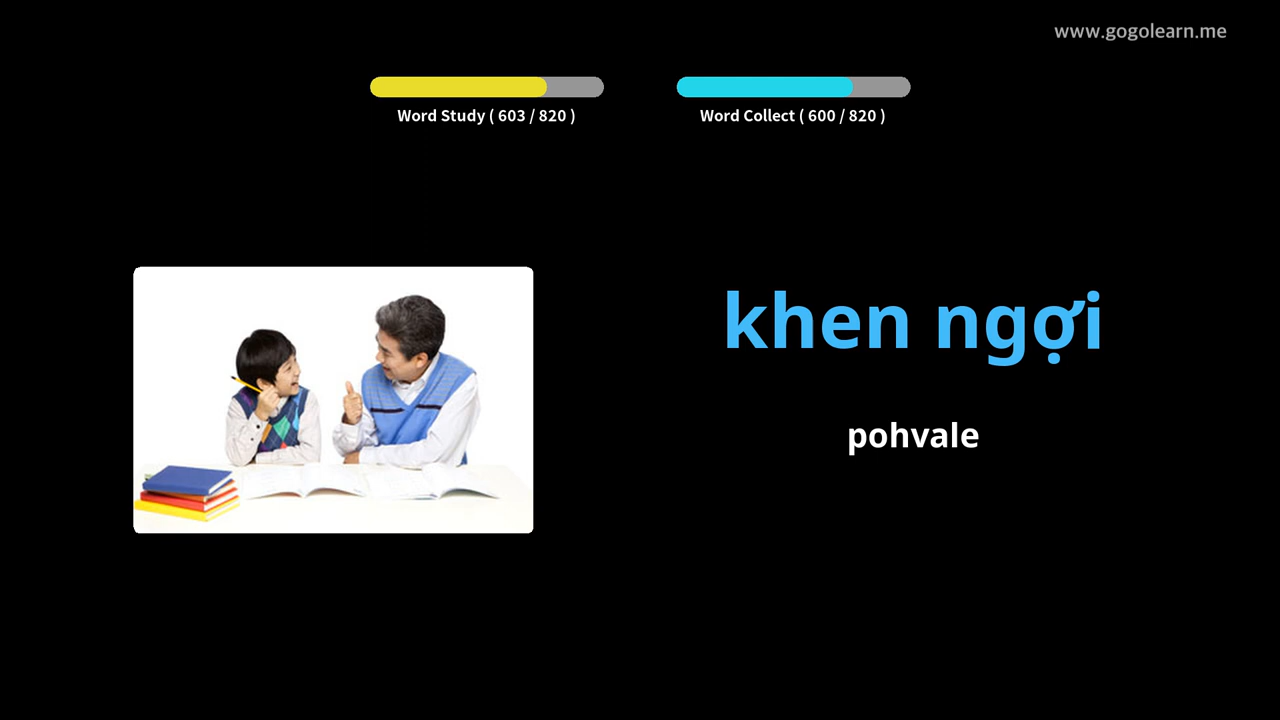 www.gogolearn.me
Word Study ( 603 / 820 )
Word Collect ( 600 / 820 )
khen ngợi
pohvale